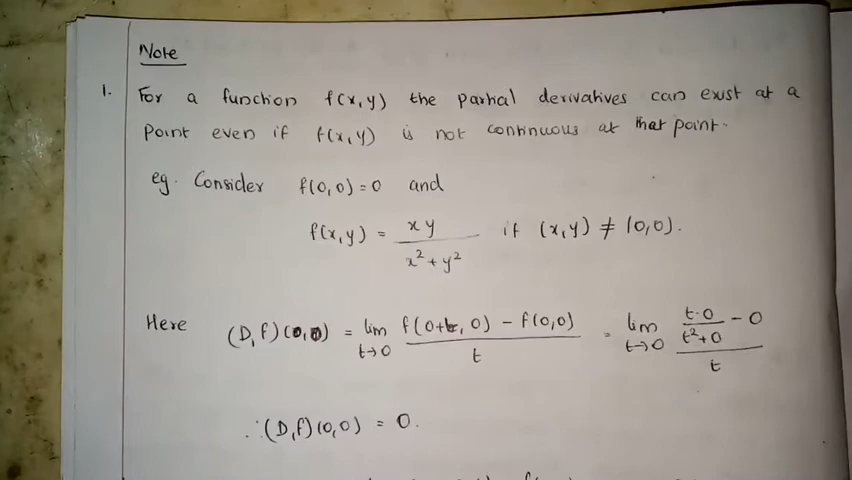 Note
1. For a function f(x,y) the partial derivatives can exist at a
point even if f(x,y) is not continuous at that point.
eg. Consider f(0,0)=0 and
f(x,y) = xy / (x² + y²) if (x,y) ≠ (0,0).
Here (D₁f)(0,0) = lim t→0 (f(0+t,0) − f(0,0)) / t = lim t→0 ((t·0)/(t²+0) − 0) / t
∴ (D₁f)(0,0) = 0.